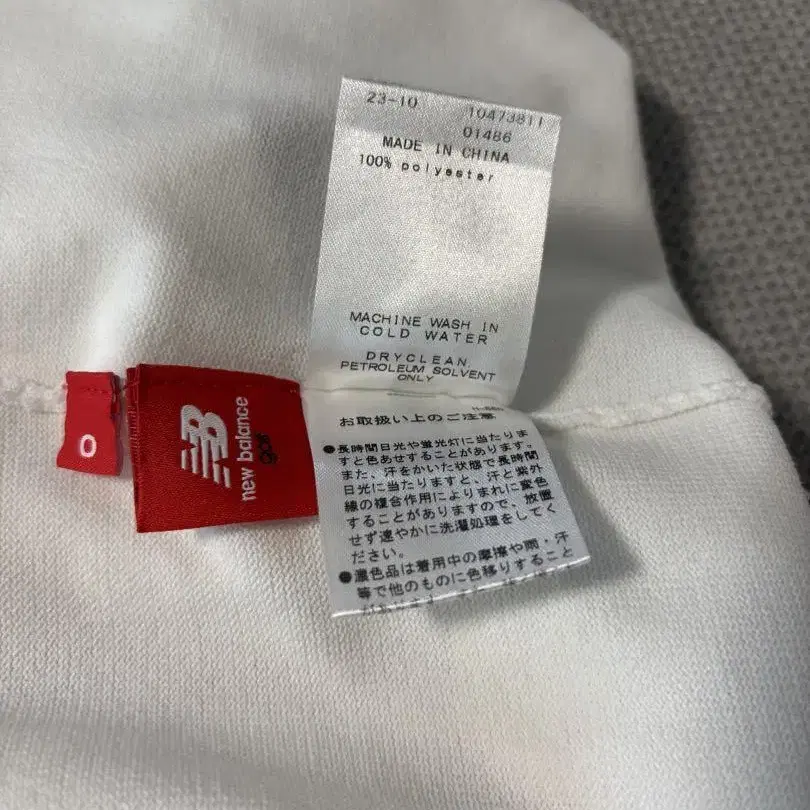 23-10 10473811
01486
MADE IN CHINA
100% polyester
MACHINE WASH IN
COLD WATER
DRYCLEAN,
PETROLEUM SOLVENT
ONLY
0
NB
new balance
golf
お取扱い上のご注意
●長時間日光や蛍光灯に当たりま
すと色あせすることがあります。
また、汗をかいた状態で長時間
日光に当たりますと、汗と紫外
線の複合作用によりまれに変色
することがありますので、放置
せず速やかに洗濯処理をしてく
ださい。
●濃色品は着用中の摩擦や雨・汗
等で他のものに色移りすること
があります